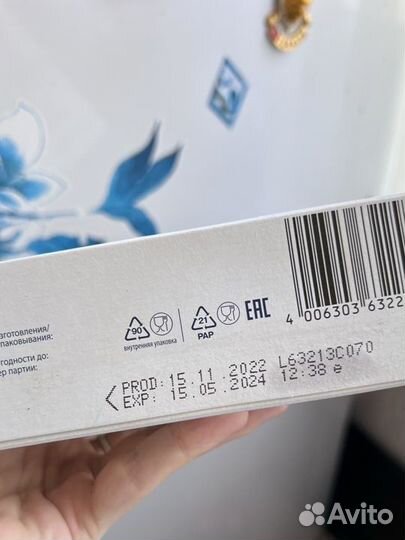 зготовления/
паковывания:
годности до:
ер партии:
90
внутренняя упаковка
21
PAP
EAC
4 006303 6322
PROD: 15.11.2022 L63213C070
EXP: 15.05.2024 12:38 e
Avito